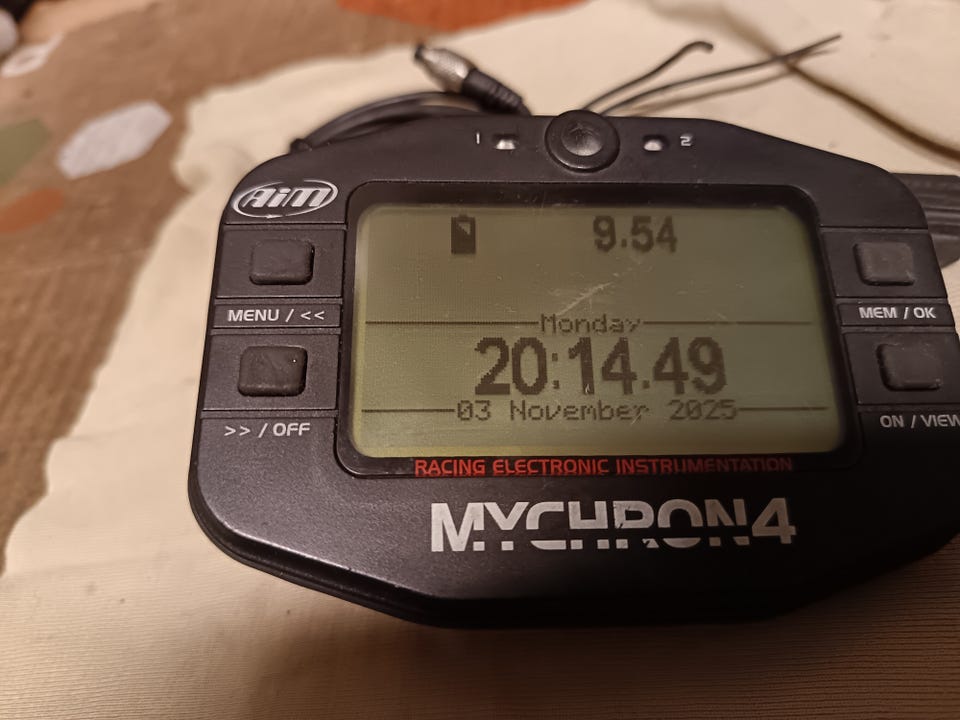 1 2
AiM
9.54
MENU / <<
MEM / OK
Monday
20:14.49
03 November 2025
>> / OFF
ON / VIEW
RACING ELECTRONIC INSTRUMENTATION
MYCHRON4